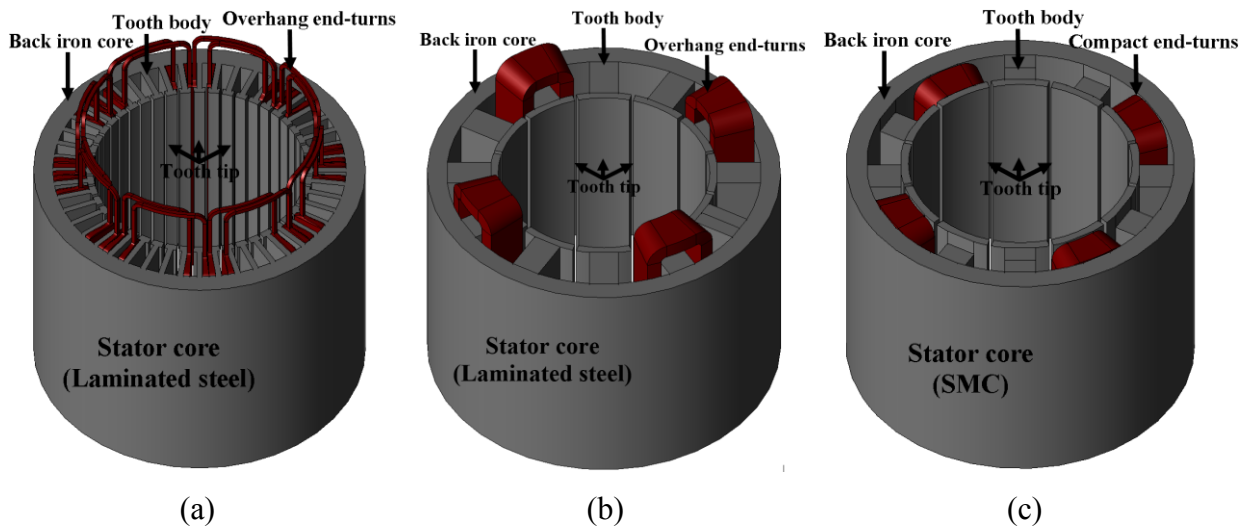 Tooth body
Overhang end-turns
Back iron core
Tooth tip
Stator core
(Laminated steel)
(a)
Tooth body
Back iron core
Overhang end-turns
Tooth tip
Stator core
(Laminated steel)
(b)
Tooth body
Back iron core
Compact end-turns
Tooth tip
Stator core
(SMC)
(c)